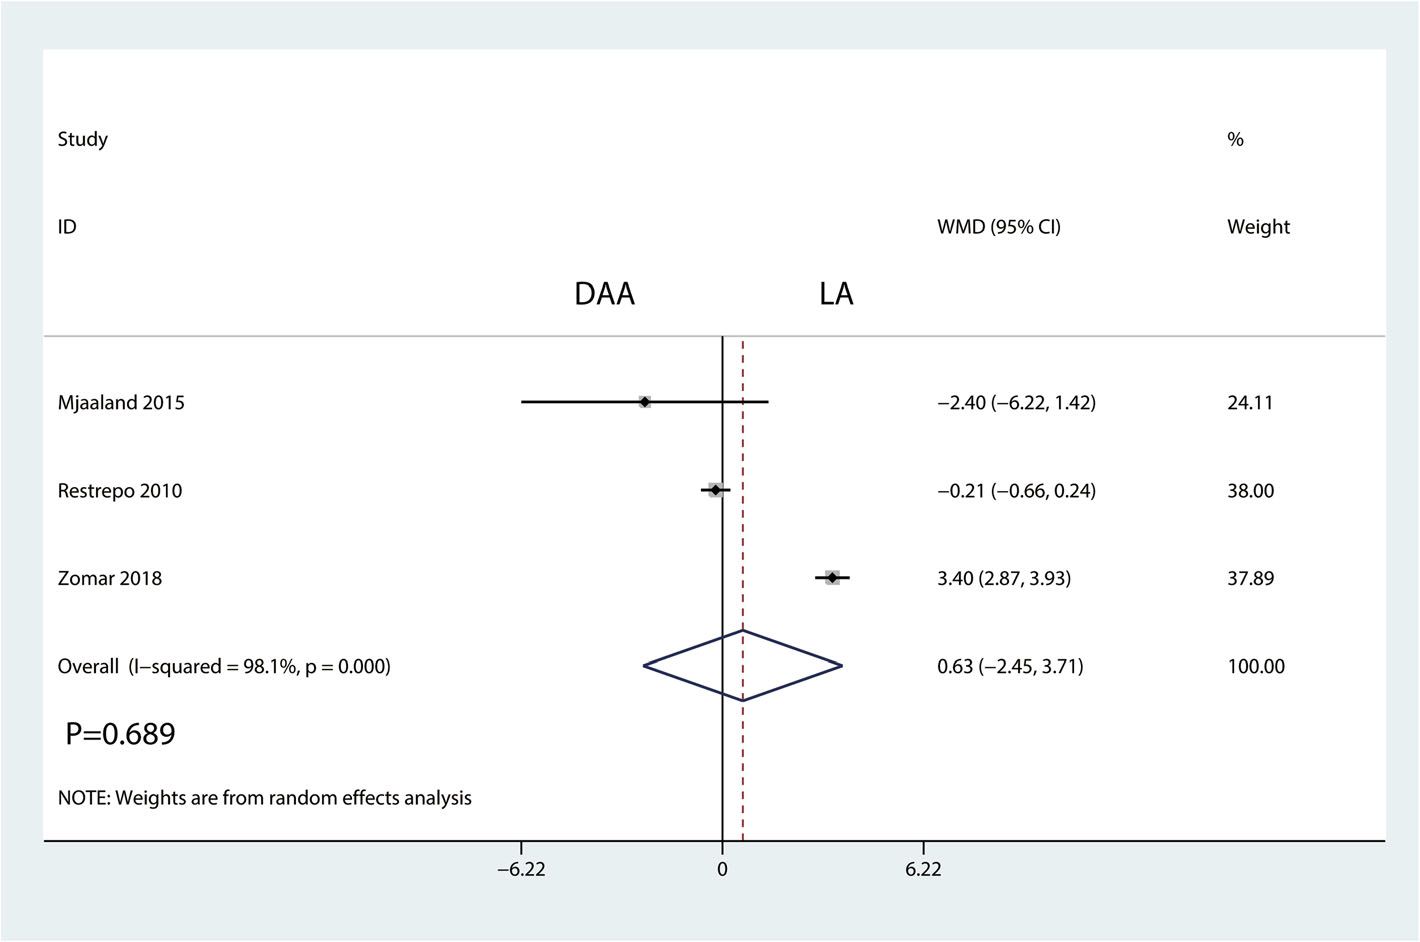 Study %
ID WMD (95% CI) Weight
DAA LA
Mjaaland 2015 −2.40 (−6.22, 1.42) 24.11
Restrepo 2010 −0.21 (−0.66, 0.24) 38.00
Zomar 2018 3.40 (2.87, 3.93) 37.89
Overall (I−squared = 98.1%, p = 0.000) 0.63 (−2.45, 3.71) 100.00
P=0.689
NOTE: Weights are from random effects analysis
−6.22 0 6.22